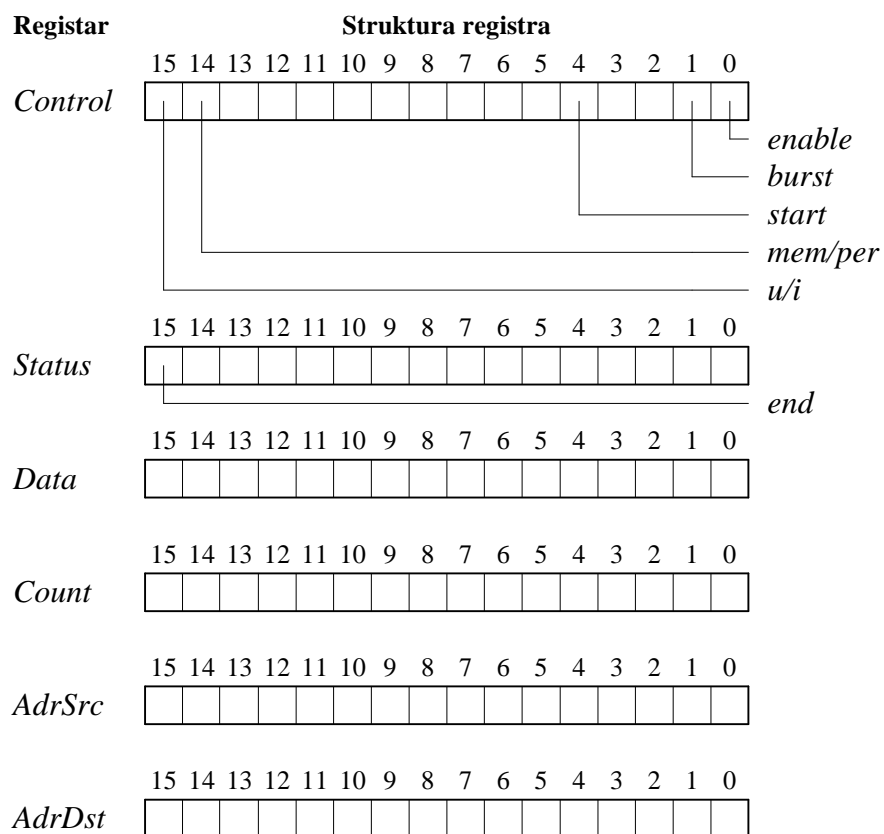 Registar Struktura registra
15 14 13 12 11 10 9 8 7 6 5 4 3 2 1 0
Control
enable
burst
start
mem/per
u/i
15 14 13 12 11 10 9 8 7 6 5 4 3 2 1 0
Status
end
15 14 13 12 11 10 9 8 7 6 5 4 3 2 1 0
Data
15 14 13 12 11 10 9 8 7 6 5 4 3 2 1 0
Count
15 14 13 12 11 10 9 8 7 6 5 4 3 2 1 0
AdrSrc
15 14 13 12 11 10 9 8 7 6 5 4 3 2 1 0
AdrDst